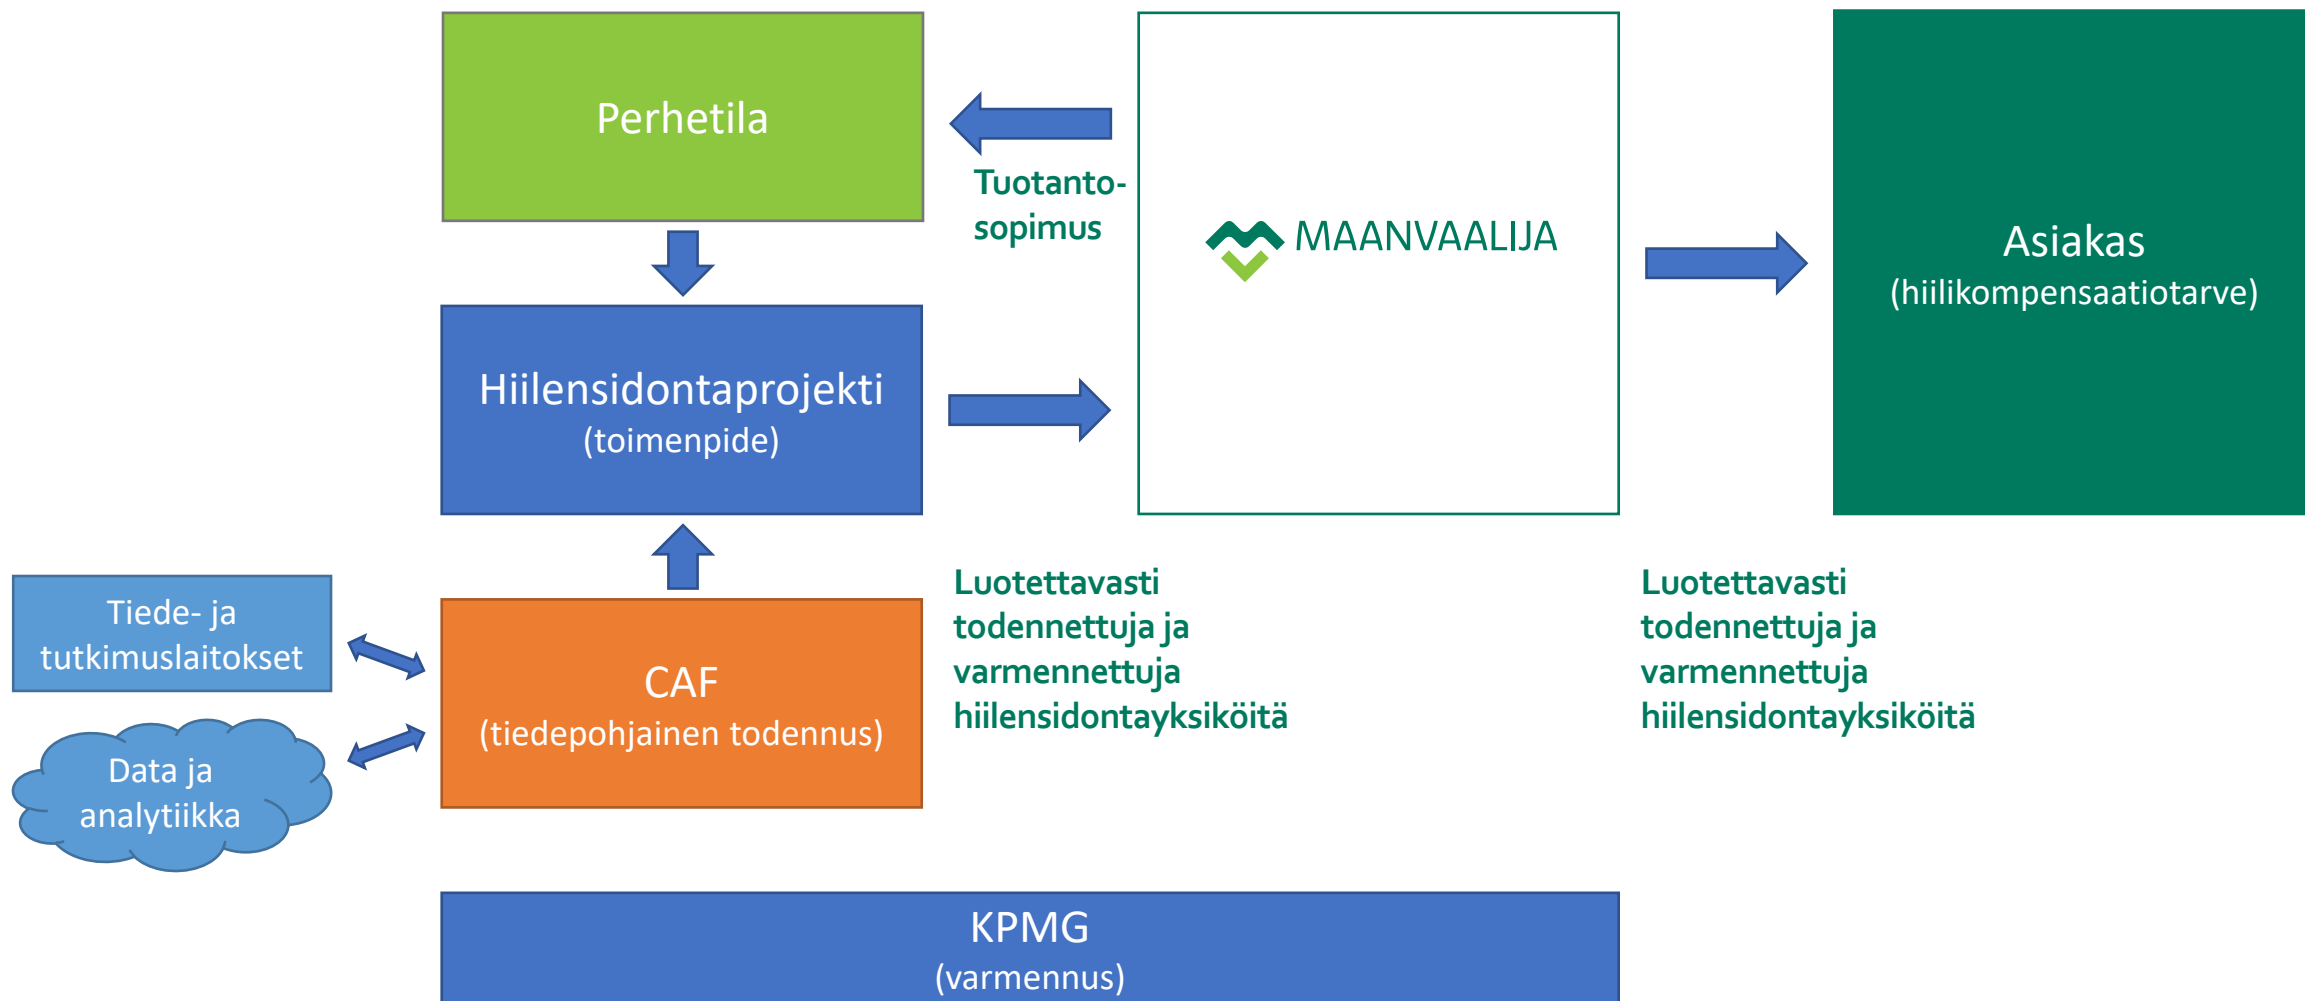 Perhetila
Tuotanto-
sopimus
MAANVAALIJA
Asiakas
(hiilikompensaatiotarve)
Hiilensidontaprojekti
(toimenpide)
Tiede- ja
tutkimuslaitokset
Data ja
analytiikka
CAF
(tiedepohjainen todennus)
Luotettavasti
todennettuja ja
varmennettuja
hiilensidontayksiköitä
Luotettavasti
todennettuja ja
varmennettuja
hiilensidontayksiköitä
KPMG
(varmennus)